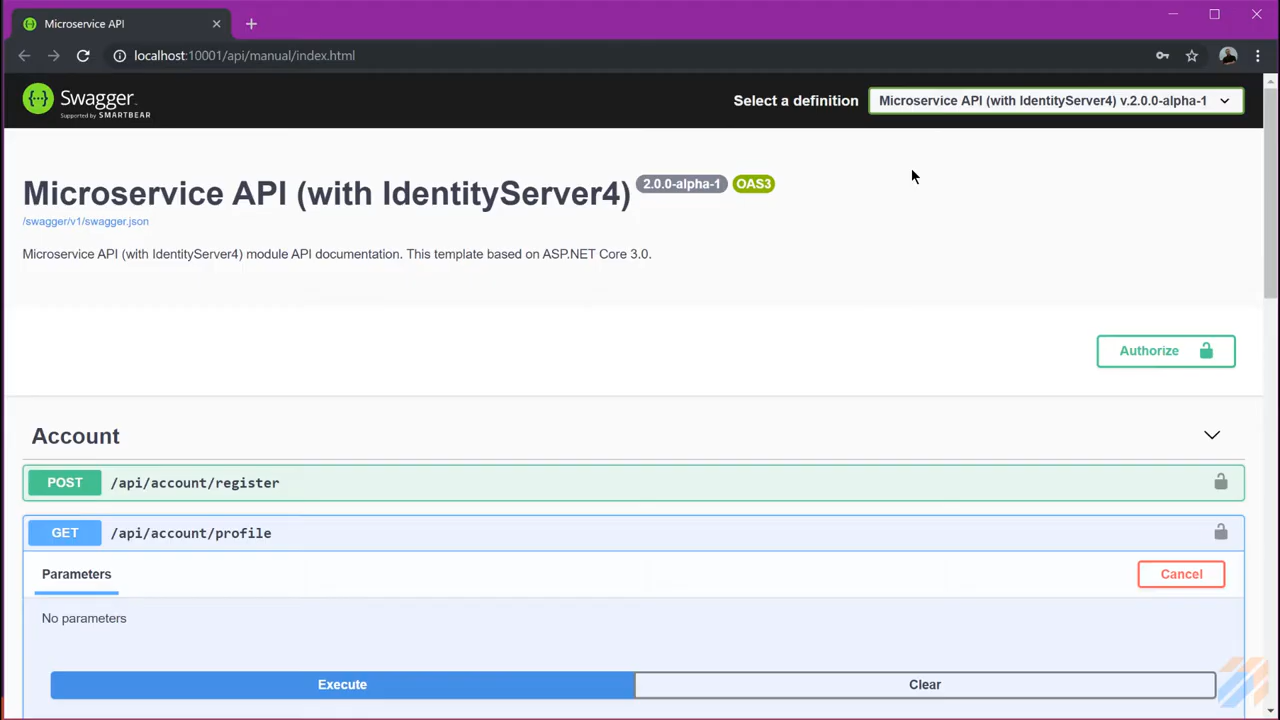 Microservice API
localhost:10001/api/manual/index.html
Swagger
Supported by SMARTBEAR
Select a definition
Microservice API (with IdentityServer4) v.2.0.0-alpha-1
Microservice API (with IdentityServer4) 2.0.0-alpha-1 OAS3
/swagger/v1/swagger.json
Microservice API (with IdentityServer4) module API documentation. This template based on ASP.NET Core 3.0.
Authorize
Account
POST /api/account/register
GET /api/account/profile
Parameters
Cancel
No parameters
Execute
Clear